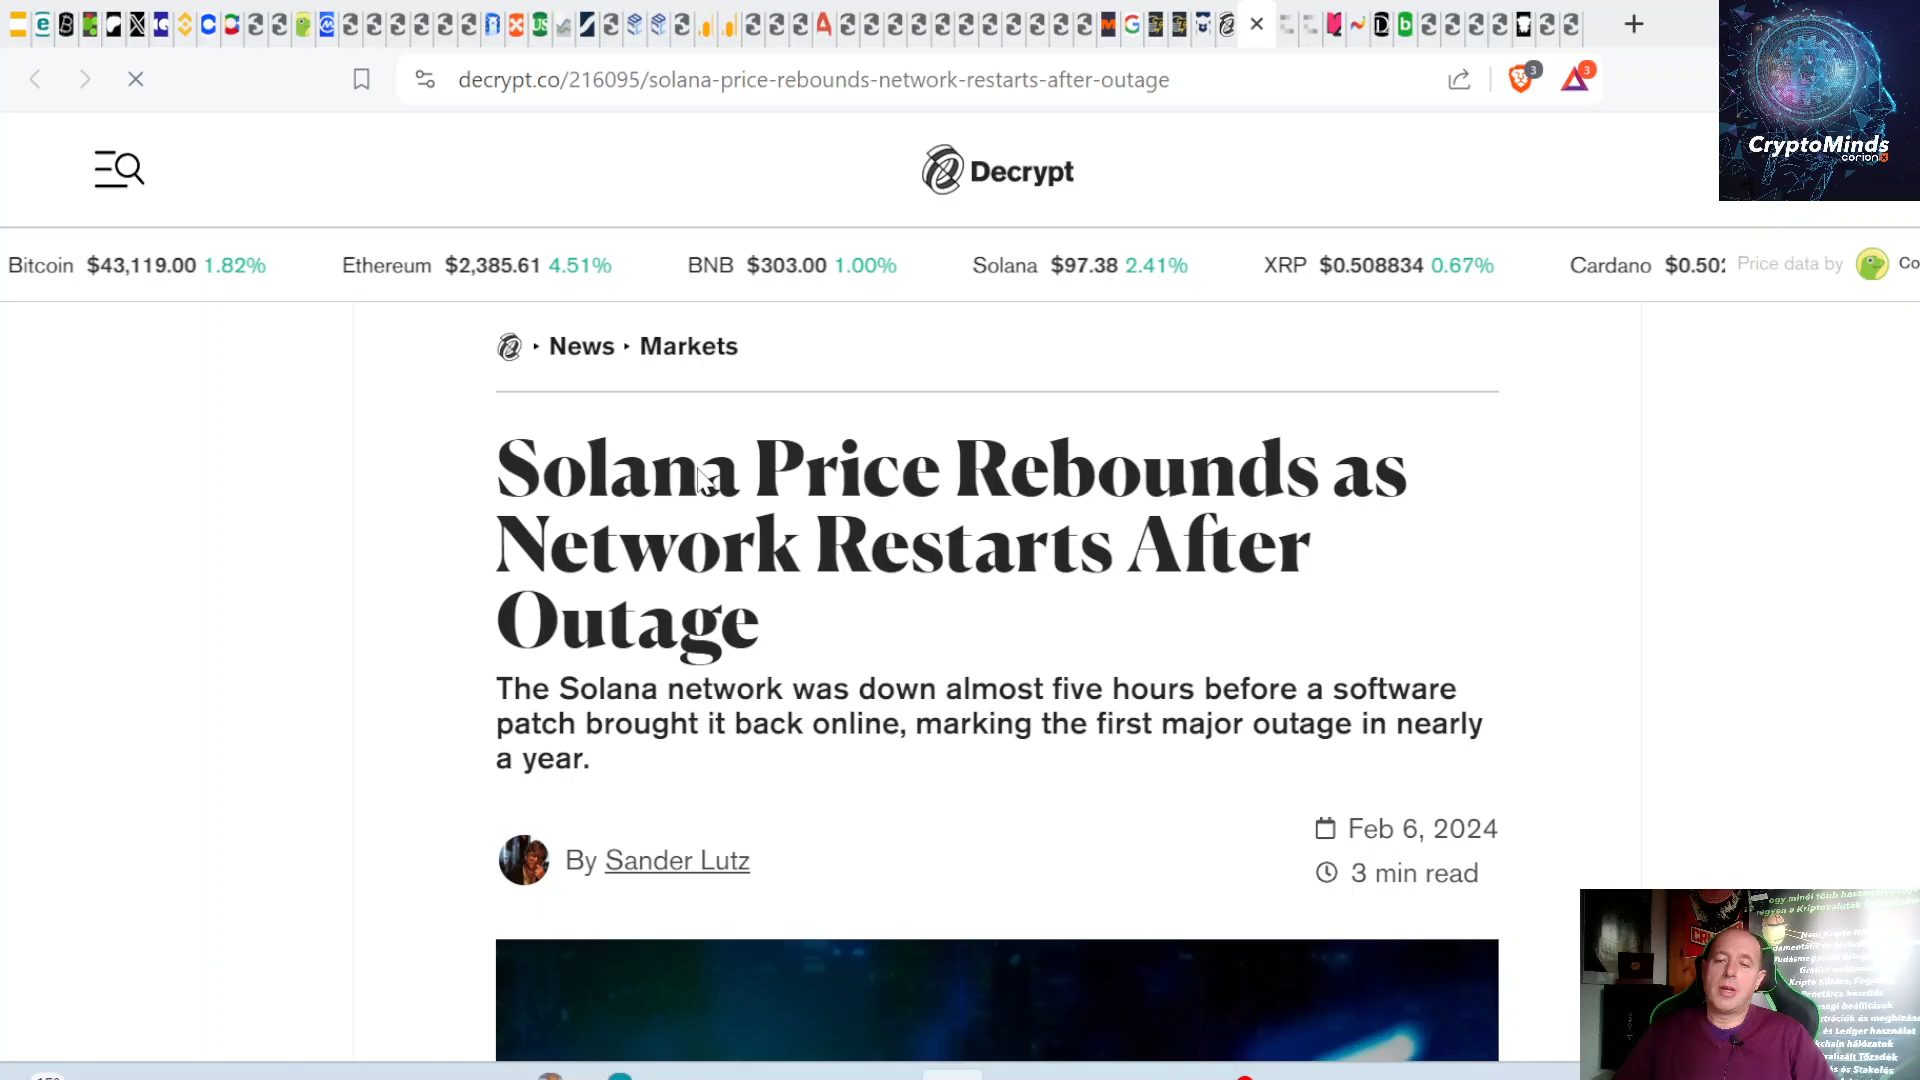 decrypt.co/216095/solana-price-rebounds-network-restarts-after-outage
3
3
CryptoMinds
corion
Decrypt
Bitcoin $43,119.00 1.82% Ethereum $2,385.61 4.51% BNB $303.00 1.00% Solana $97.38 2.41% XRP $0.508834 0.67% Cardano Price data by Co
News ‣ Markets
Solana Price Rebounds as
Network Restarts After
Outage
The Solana network was down almost five hours before a software
patch brought it back online, marking the first major outage in nearly
a year.
By Sander Lutz
Feb 6, 2024
3 min read